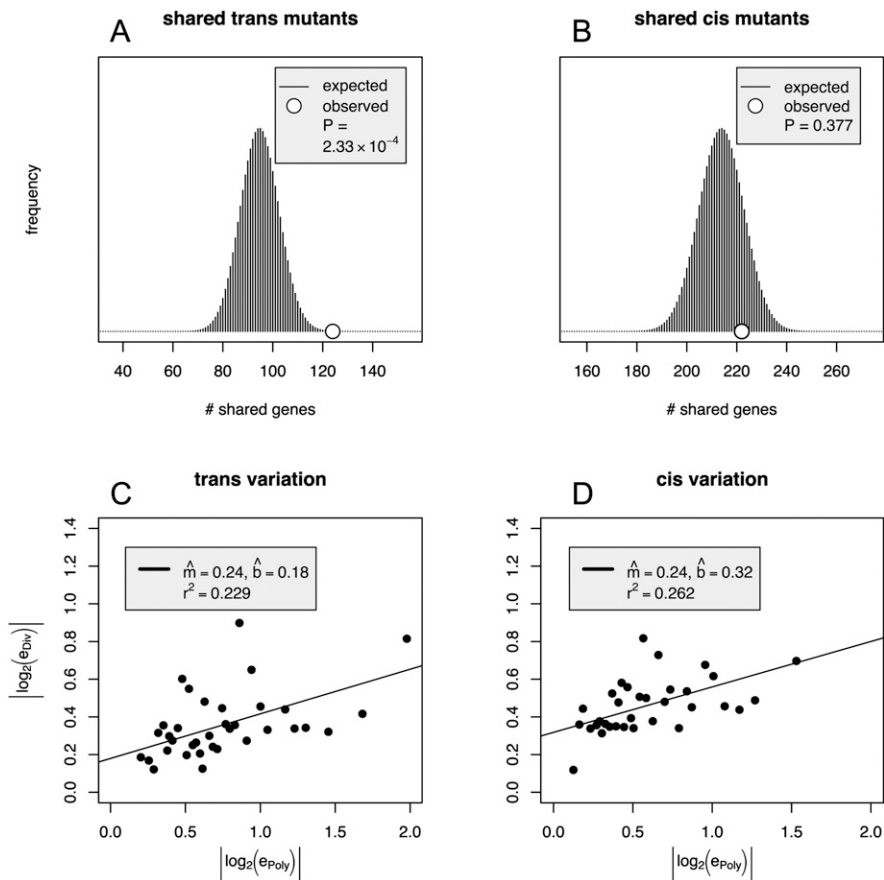 A
shared trans mutants
expected
observed
P =
2.33 × 10⁻⁴
frequency
40 60 80 100 120 140
# shared genes
B
shared cis mutants
expected
observed
P = 0.377
160 180 200 220 240 260
# shared genes
C
trans variation
m̂ = 0.24, b̂ = 0.18
r² = 0.229
|log₂(e_Div)|
0.0 0.2 0.4 0.6 0.8 1.0 1.2 1.4
0.0 0.5 1.0 1.5 2.0
|log₂(e_Poly)|
D
cis variation
m̂ = 0.24, b̂ = 0.32
r² = 0.262
0.0 0.2 0.4 0.6 0.8 1.0 1.2 1.4
0.0 0.5 1.0 1.5 2.0
|log₂(e_Poly)|